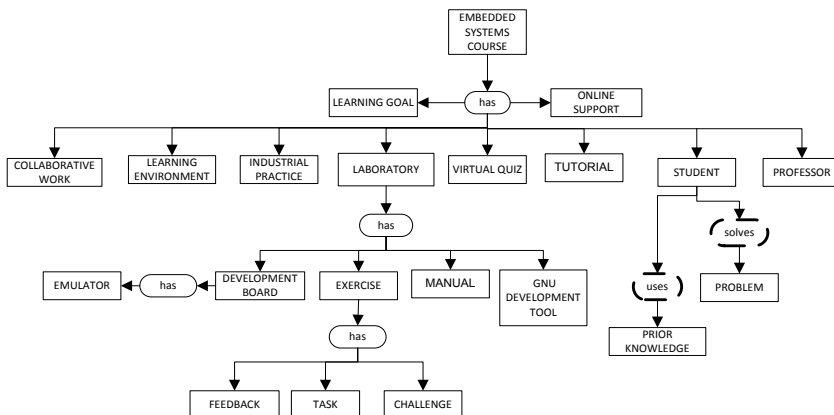 EMBEDDED
SYSTEMS
COURSE
LEARNING GOAL
has
ONLINE
SUPPORT
COLLABORATIVE
WORK
LEARNING
ENVIRONMENT
INDUSTRIAL
PRACTICE
LABORATORY
VIRTUAL QUIZ
TUTORIAL
STUDENT
PROFESSOR
has
solves
EMULATOR
has
DEVELOPMENT
BOARD
EXERCISE
MANUAL
GNU
DEVELOPMENT
TOOL
uses
PROBLEM
has
PRIOR
KNOWLEDGE
FEEDBACK
TASK
CHALLENGE